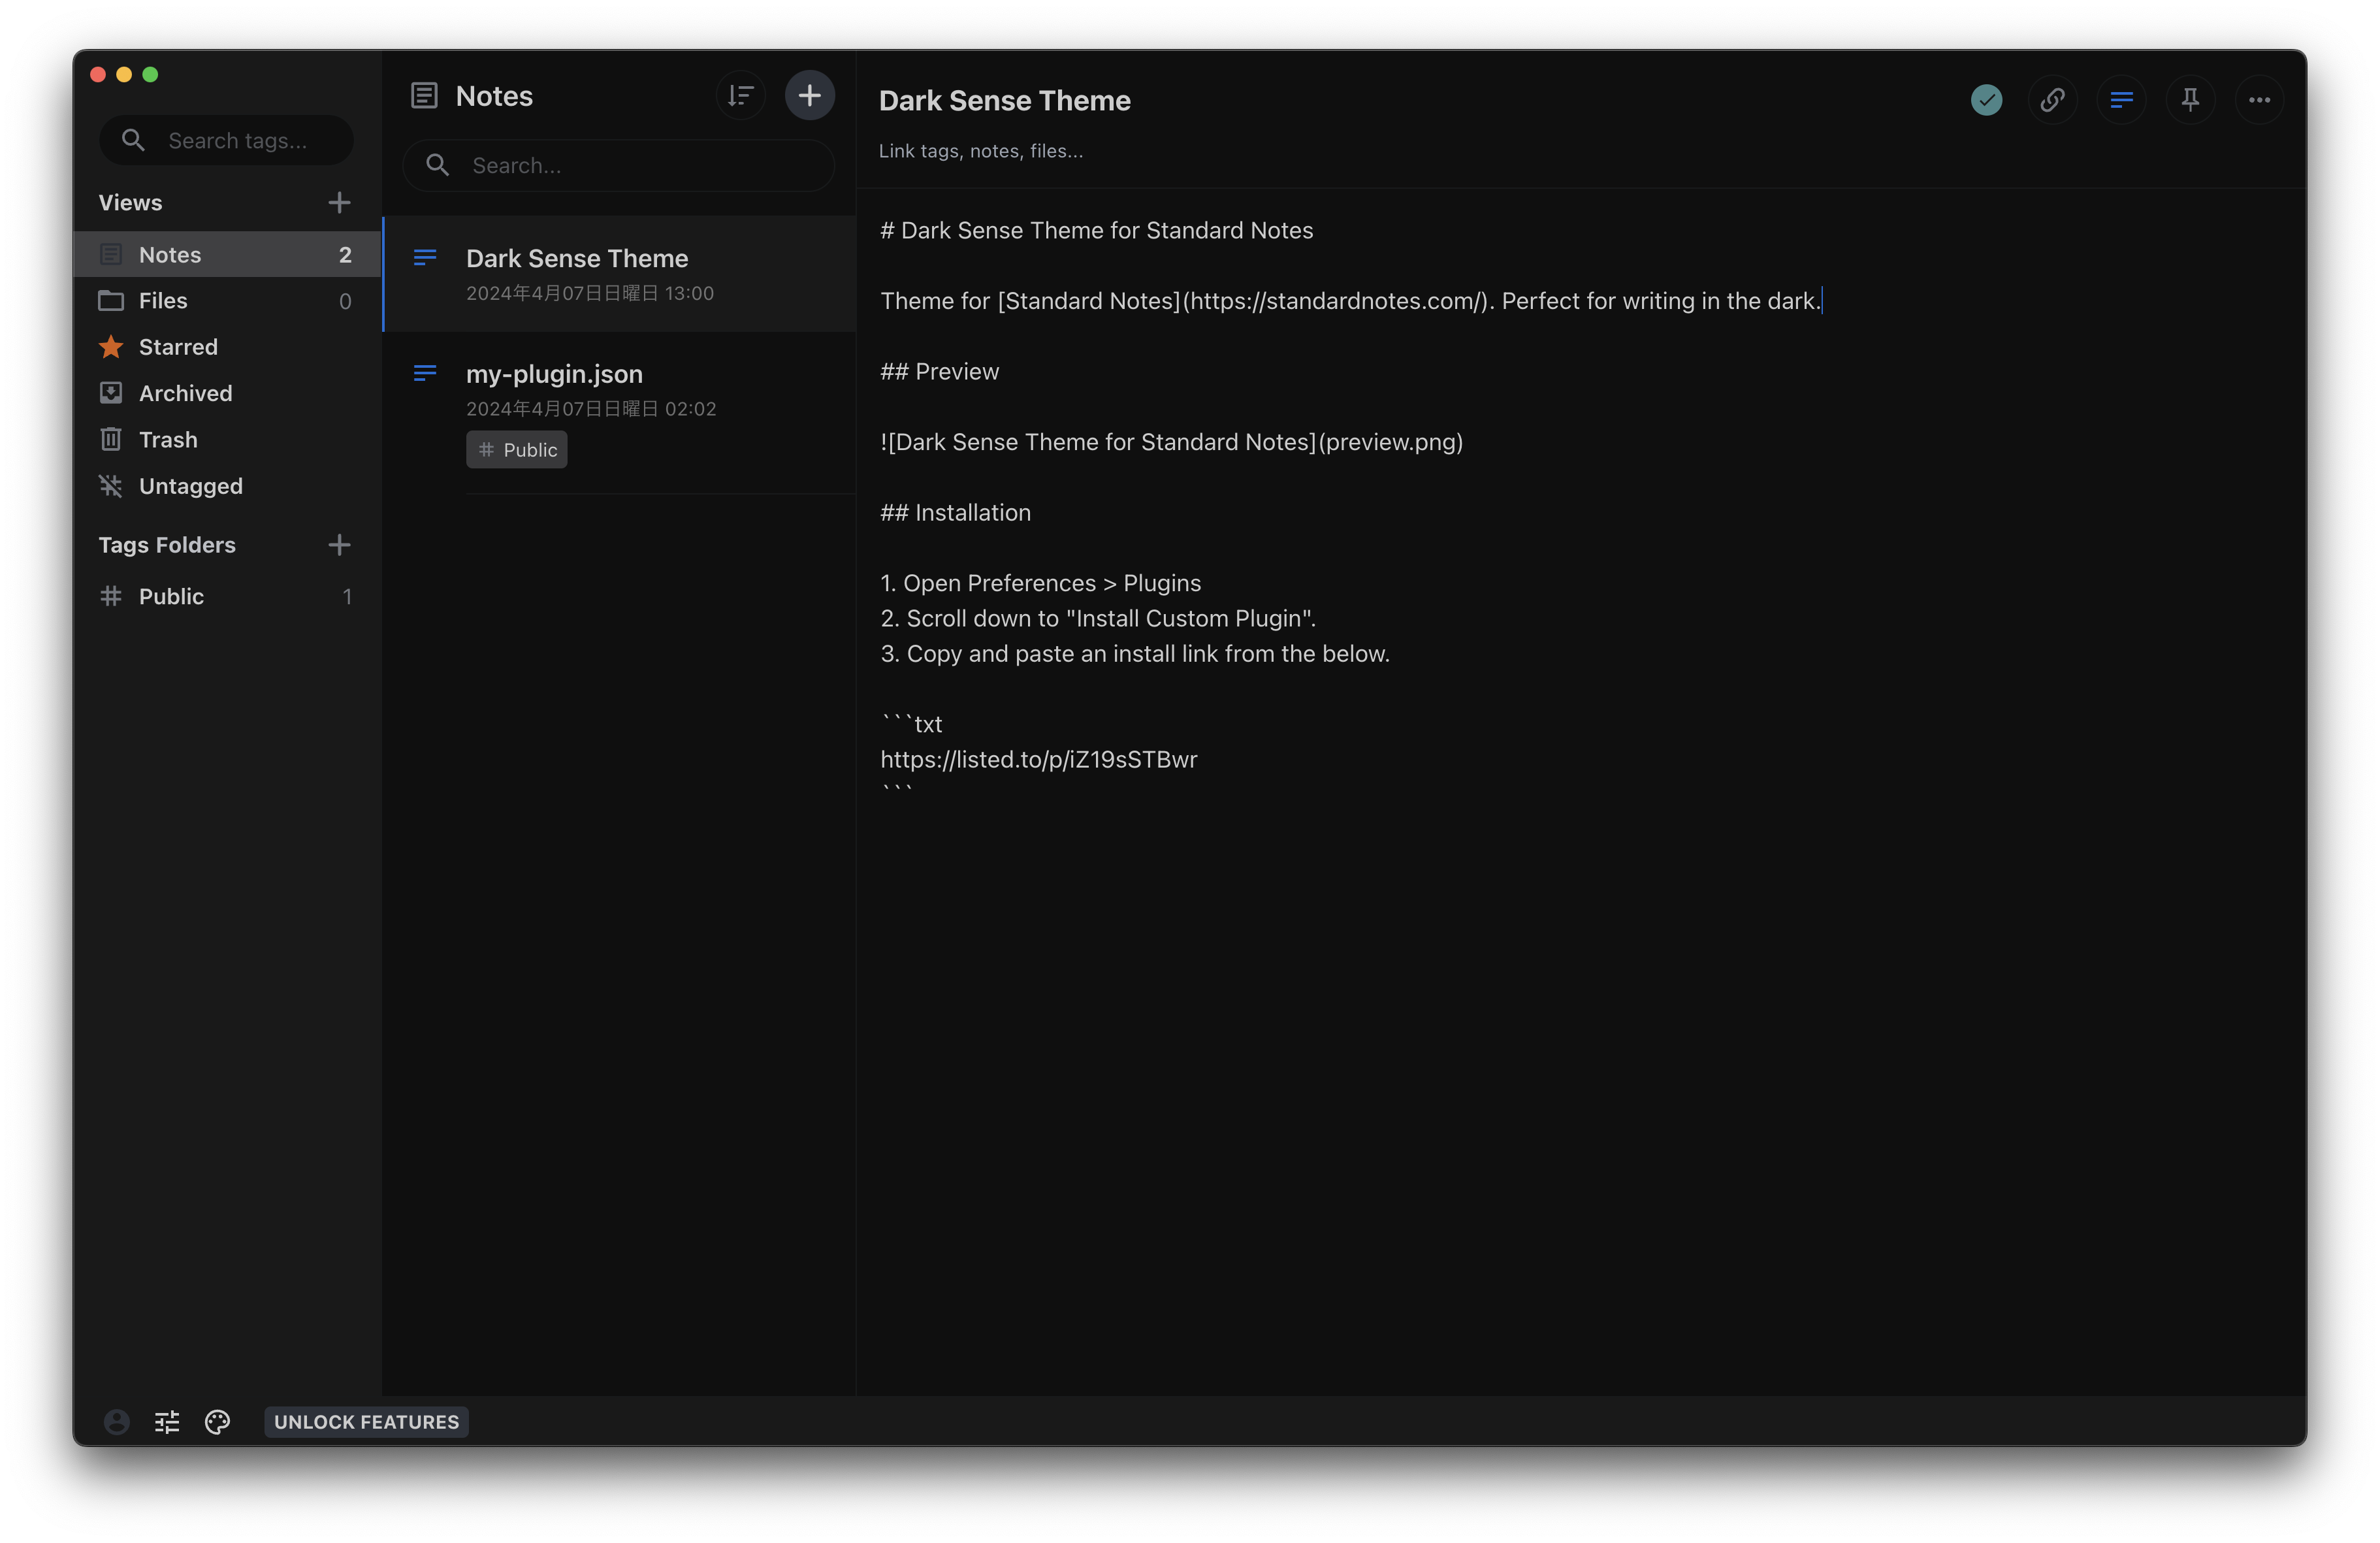 Search tags...
Views
Notes 2
Files 0
Starred
Archived
Trash
Untagged
Tags Folders
Public 1
UNLOCK FEATURES
Notes
Search...
Dark Sense Theme
2024年4月07日日曜日 13:00
my-plugin.json
2024年4月07日日曜日 02:02
Public
Dark Sense Theme
Link tags, notes, files...
# Dark Sense Theme for Standard Notes
Theme for [Standard Notes](https://standardnotes.com/). Perfect for writing in the dark.
## Preview
![Dark Sense Theme for Standard Notes](preview.png)
## Installation
1. Open Preferences > Plugins
2. Scroll down to "Install Custom Plugin".
3. Copy and paste an install link from the below.
```txt
https://listed.to/p/iZ19sSTBwr
```